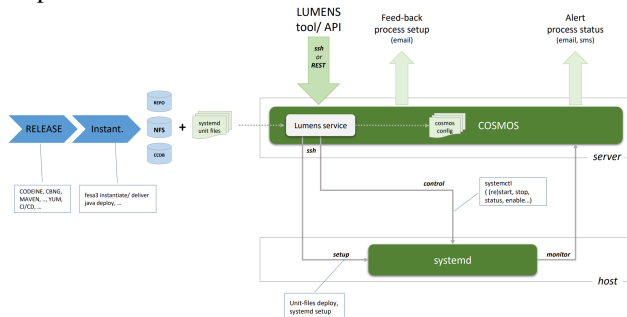 LUMENS
tool/ API
Feed-back
process setup
(email)
Alert
process status
(email, sms)
ssh
or
REST
RELEASE
Instant.
REPO
NFS
CCDB
+
systemd
unit files
Lumens service
cosmos
config
COSMOS
server
ssh
CODEINE, CBNG,
MAVEN, .., YUM,
CI/CD, ...
fesa3 instantiate/ deliver
java deploy, ...
control
systemctl
( (re)start, stop,
status, enable...)
setup
systemd
monitor
host
Unit-files deploy,
systemd setup